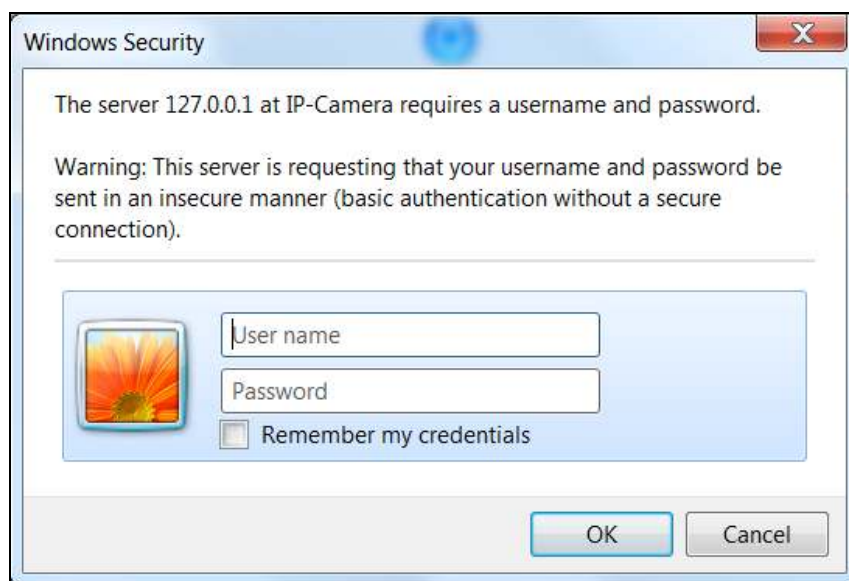 Windows Security
The server 127.0.0.1 at IP-Camera requires a username and password.
Warning: This server is requesting that your username and password be
sent in an insecure manner (basic authentication without a secure
connection).
User name
Password
Remember my credentials
OK Cancel